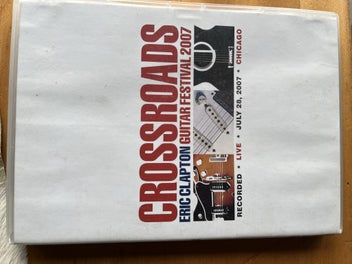 CROSSROADS
ERIC CLAPTON GUITAR FESTIVAL 2007
RECORDED • LIVE • JULY 28, 2007 • CHICAGO